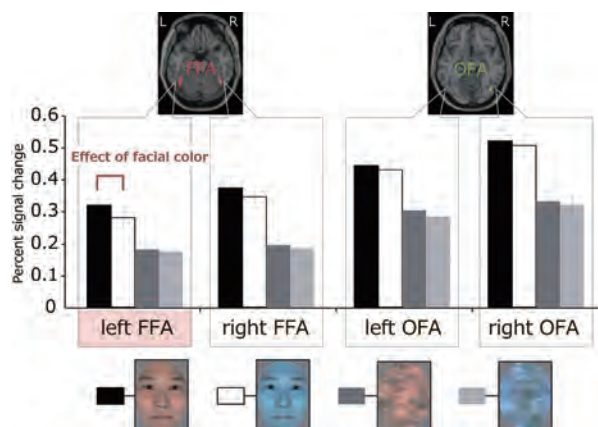 L R
FFA
L R
OFA
Percent signal change
0.6
0.5
0.4
0.3
0.2
0.1
0
Effect of facial color
left FFA
right FFA
left OFA
right OFA